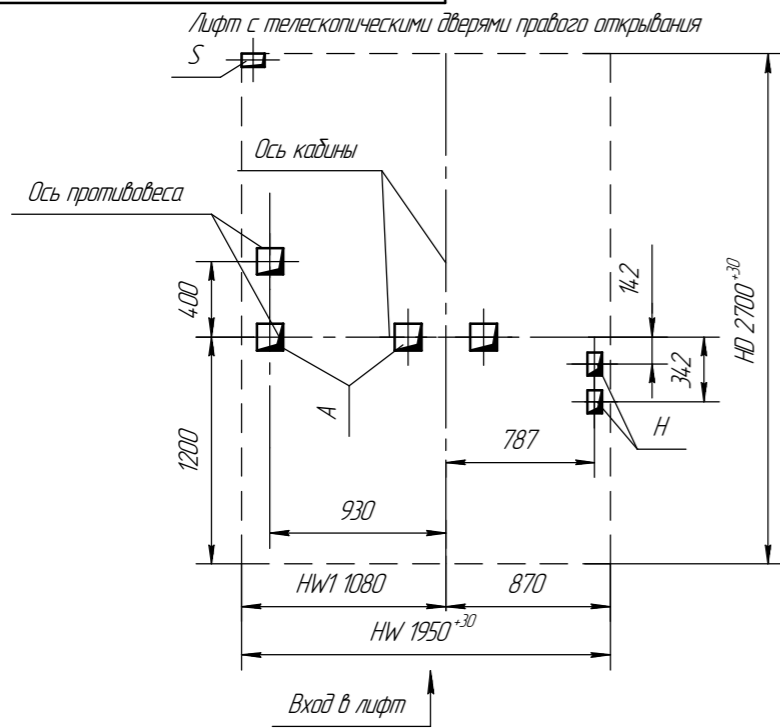 Лифт с телескопическими дверями правого открывания
S
Ось кабины
Ось противовеса
400
142
HD 2700+30
342
A
H
1200
787
930
HW1 1080
870
HW 1950+30
Вход в лифт